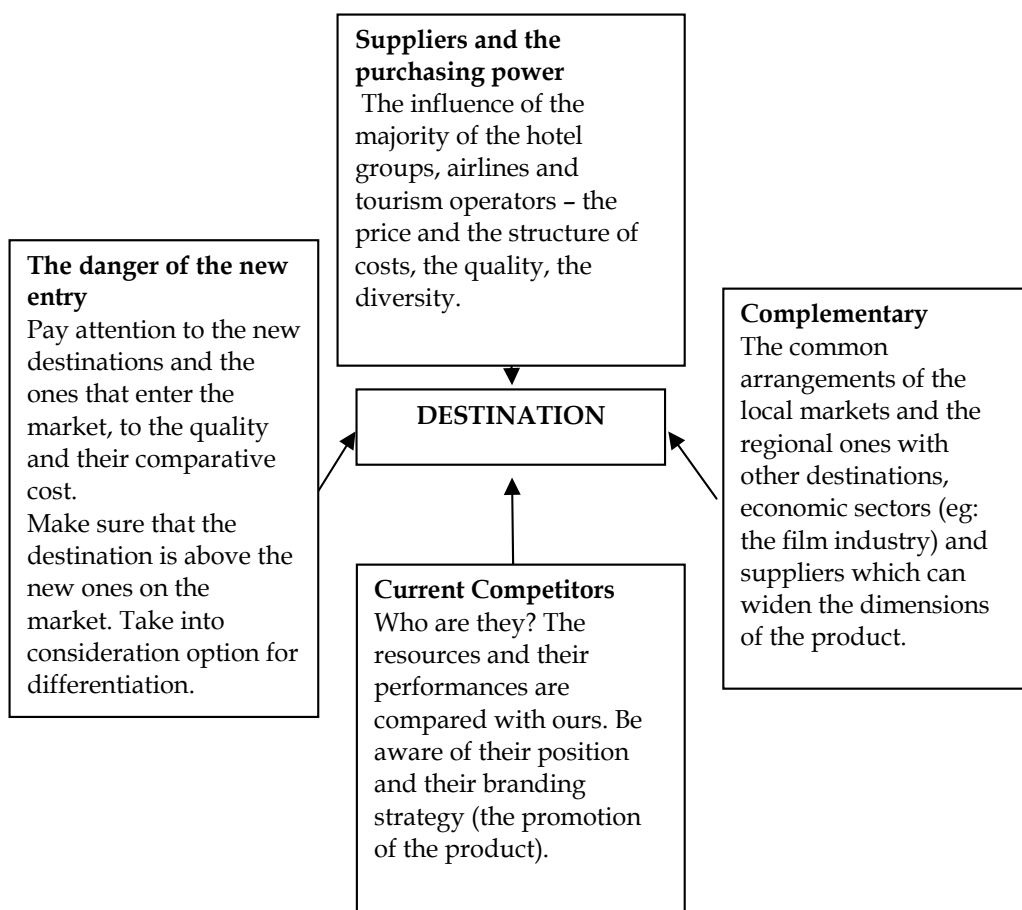 Suppliers and the
purchasing power
The influence of the
majority of the hotel
groups, airlines and
tourism operators – the
price and the structure of
costs, the quality, the
diversity.
The danger of the new
entry
Pay attention to the new
destinations and the
ones that enter the
market, to the quality
and their comparative
cost.
Make sure that the
destination is above the
new ones on the
market. Take into
consideration option for
differentiation.
DESTINATION
Complementary
The common
arrangements of the
local markets and the
regional ones with
other destinations,
economic sectors (eg:
the film industry) and
suppliers which can
widen the dimensions
of the product.
Current Competitors
Who are they? The
resources and their
performances are
compared with ours. Be
aware of their position
and their branding
strategy (the promotion
of the product).